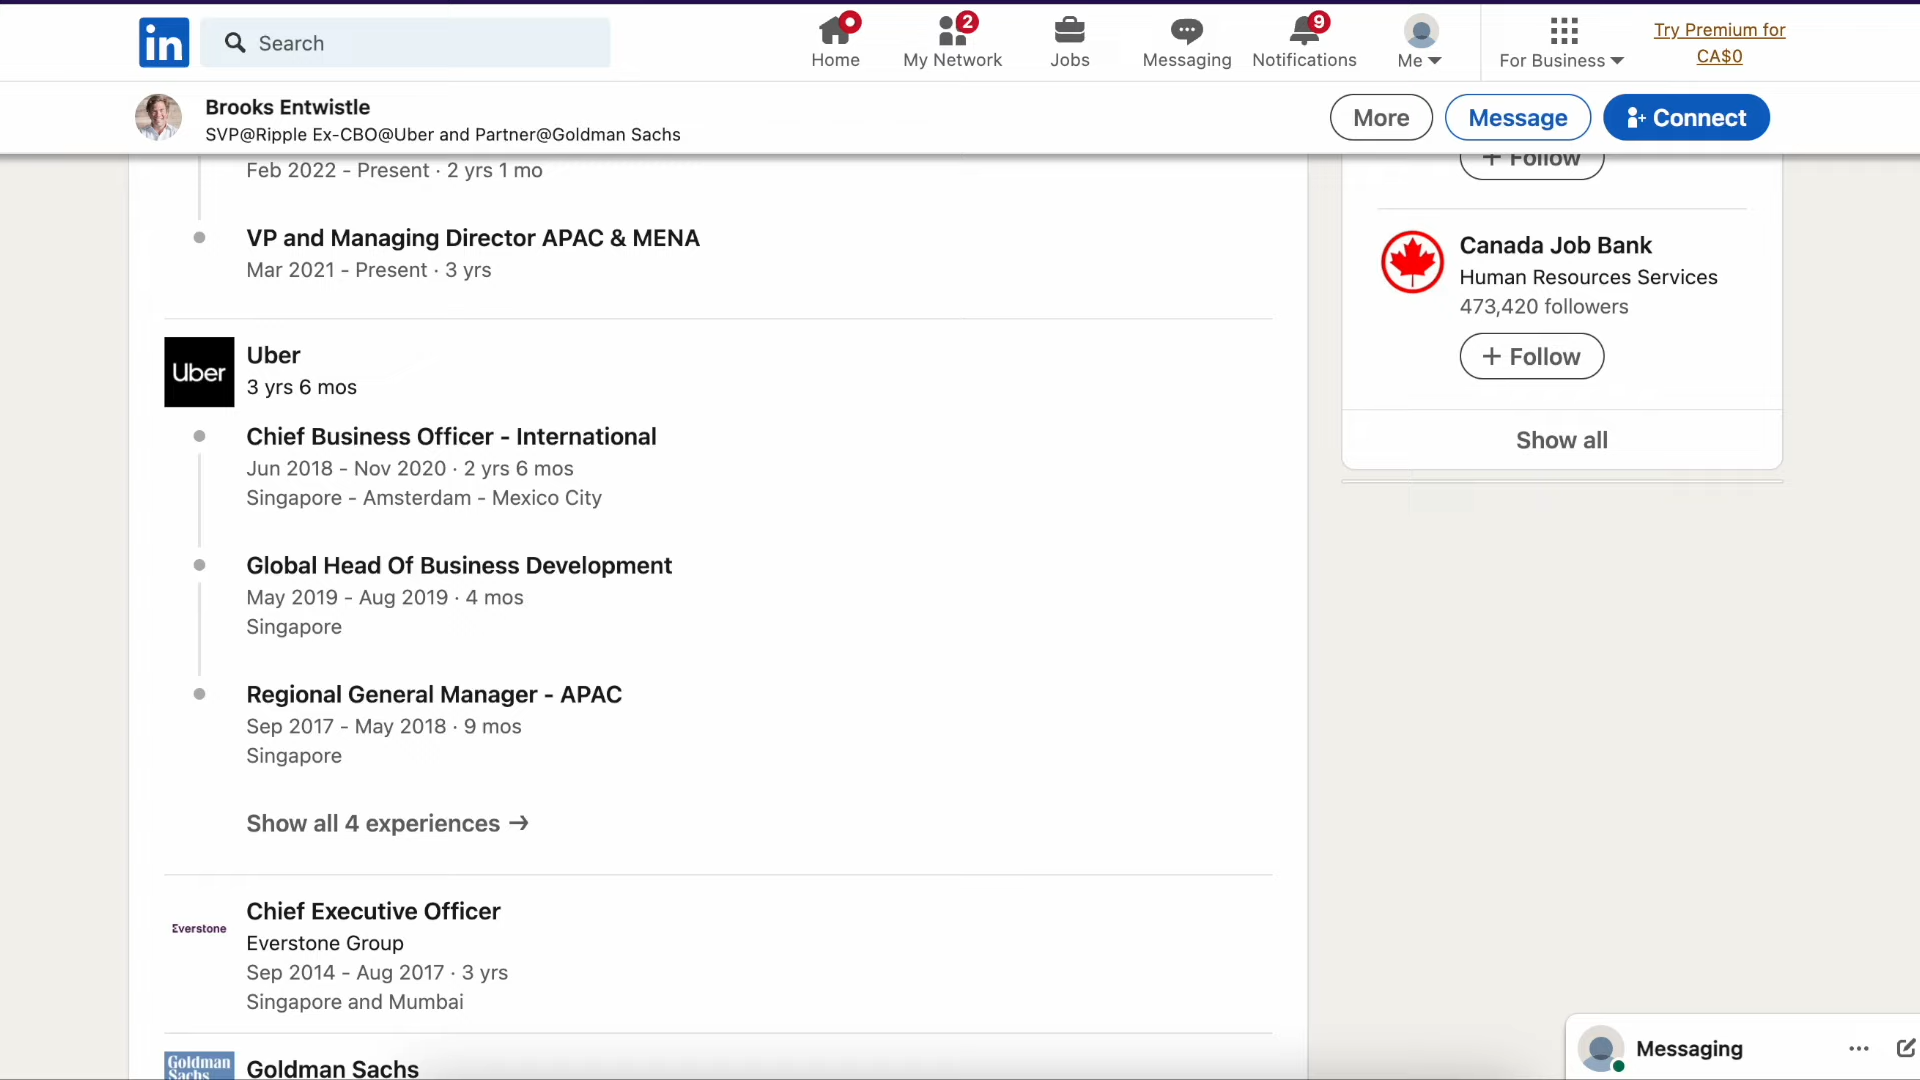 in
Search
Home
2
My Network
Jobs
Messaging
9
Notifications
Me
For Business
Try Premium for
CA$0
Brooks Entwistle
SVP@Ripple Ex-CBO@Uber and Partner@Goldman Sachs
More
Message
Connect
Feb 2022 - Present · 2 yrs 1 mo
VP and Managing Director APAC & MENA
Mar 2021 - Present · 3 yrs
Uber
Uber
3 yrs 6 mos
Chief Business Officer - International
Jun 2018 - Nov 2020 · 2 yrs 6 mos
Singapore - Amsterdam - Mexico City
Global Head Of Business Development
May 2019 - Aug 2019 · 4 mos
Singapore
Regional General Manager - APAC
Sep 2017 - May 2018 · 9 mos
Singapore
Show all 4 experiences →
Σverstone
Chief Executive Officer
Everstone Group
Sep 2014 - Aug 2017 · 3 yrs
Singapore and Mumbai
Goldman
Sachs
Goldman Sachs
+ Follow
Canada Job Bank
Human Resources Services
473,420 followers
+ Follow
Show all
Messaging